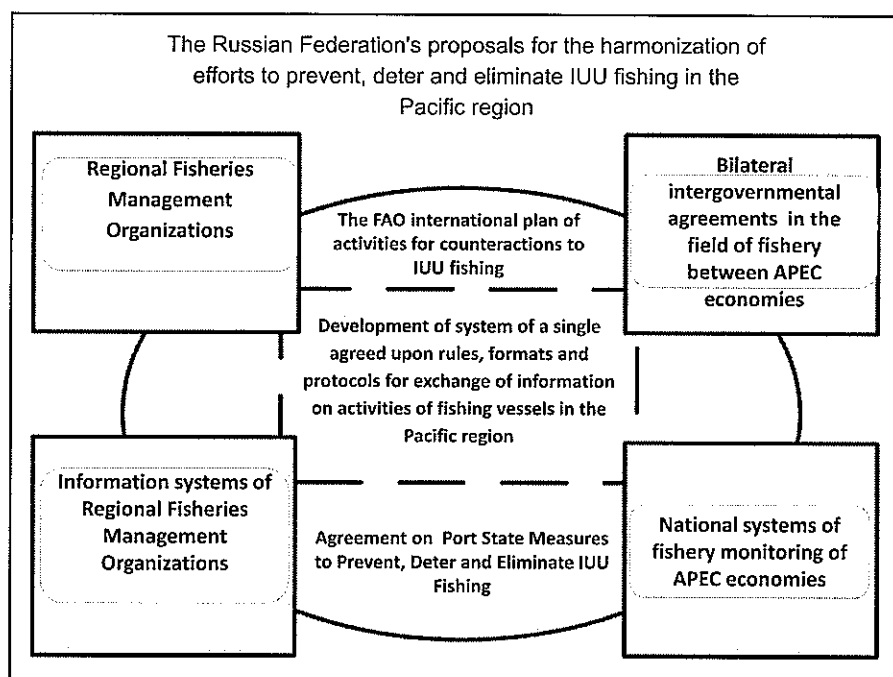 The Russian Federation's proposals for the harmonization of
efforts to prevent, deter and eliminate IUU fishing in the
Pacific region
Regional Fisheries
Management
Organizations
The FAO international plan of
activities for counteractions to
IUU fishing
Bilateral
intergovernmental
agreements in the
field of fishery
between APEC
economies
Development of system of a single
agreed upon rules, formats and
protocols for exchange of information
on activities of fishing vessels in the
Pacific region
Information systems of
Regional Fisheries
Management
Organizations
Agreement on Port State Measures
to Prevent, Deter and Eliminate IUU
Fishing
National systems of
fishery monitoring of
APEC economies